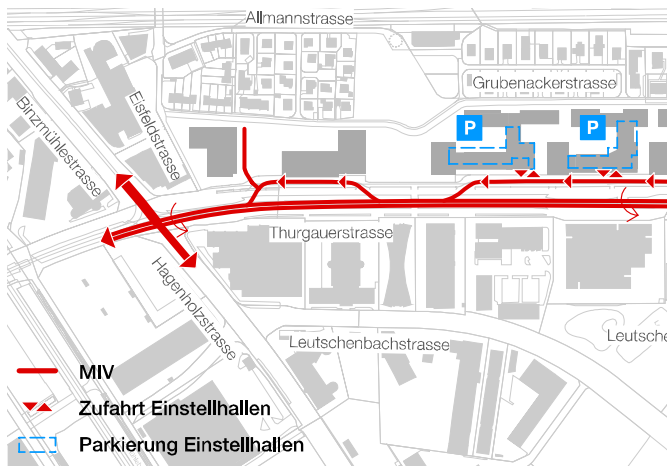 Allmannstrasse
Grubenackerstrasse
Binzmühlestrasse
Eisfeldstrasse
P
P
Thurgauerstrasse
Hagenholzstrasse
Leutschenbachstrasse
Leutsche
MIV
Zufahrt Einstellhallen
Parkierung Einstellhallen